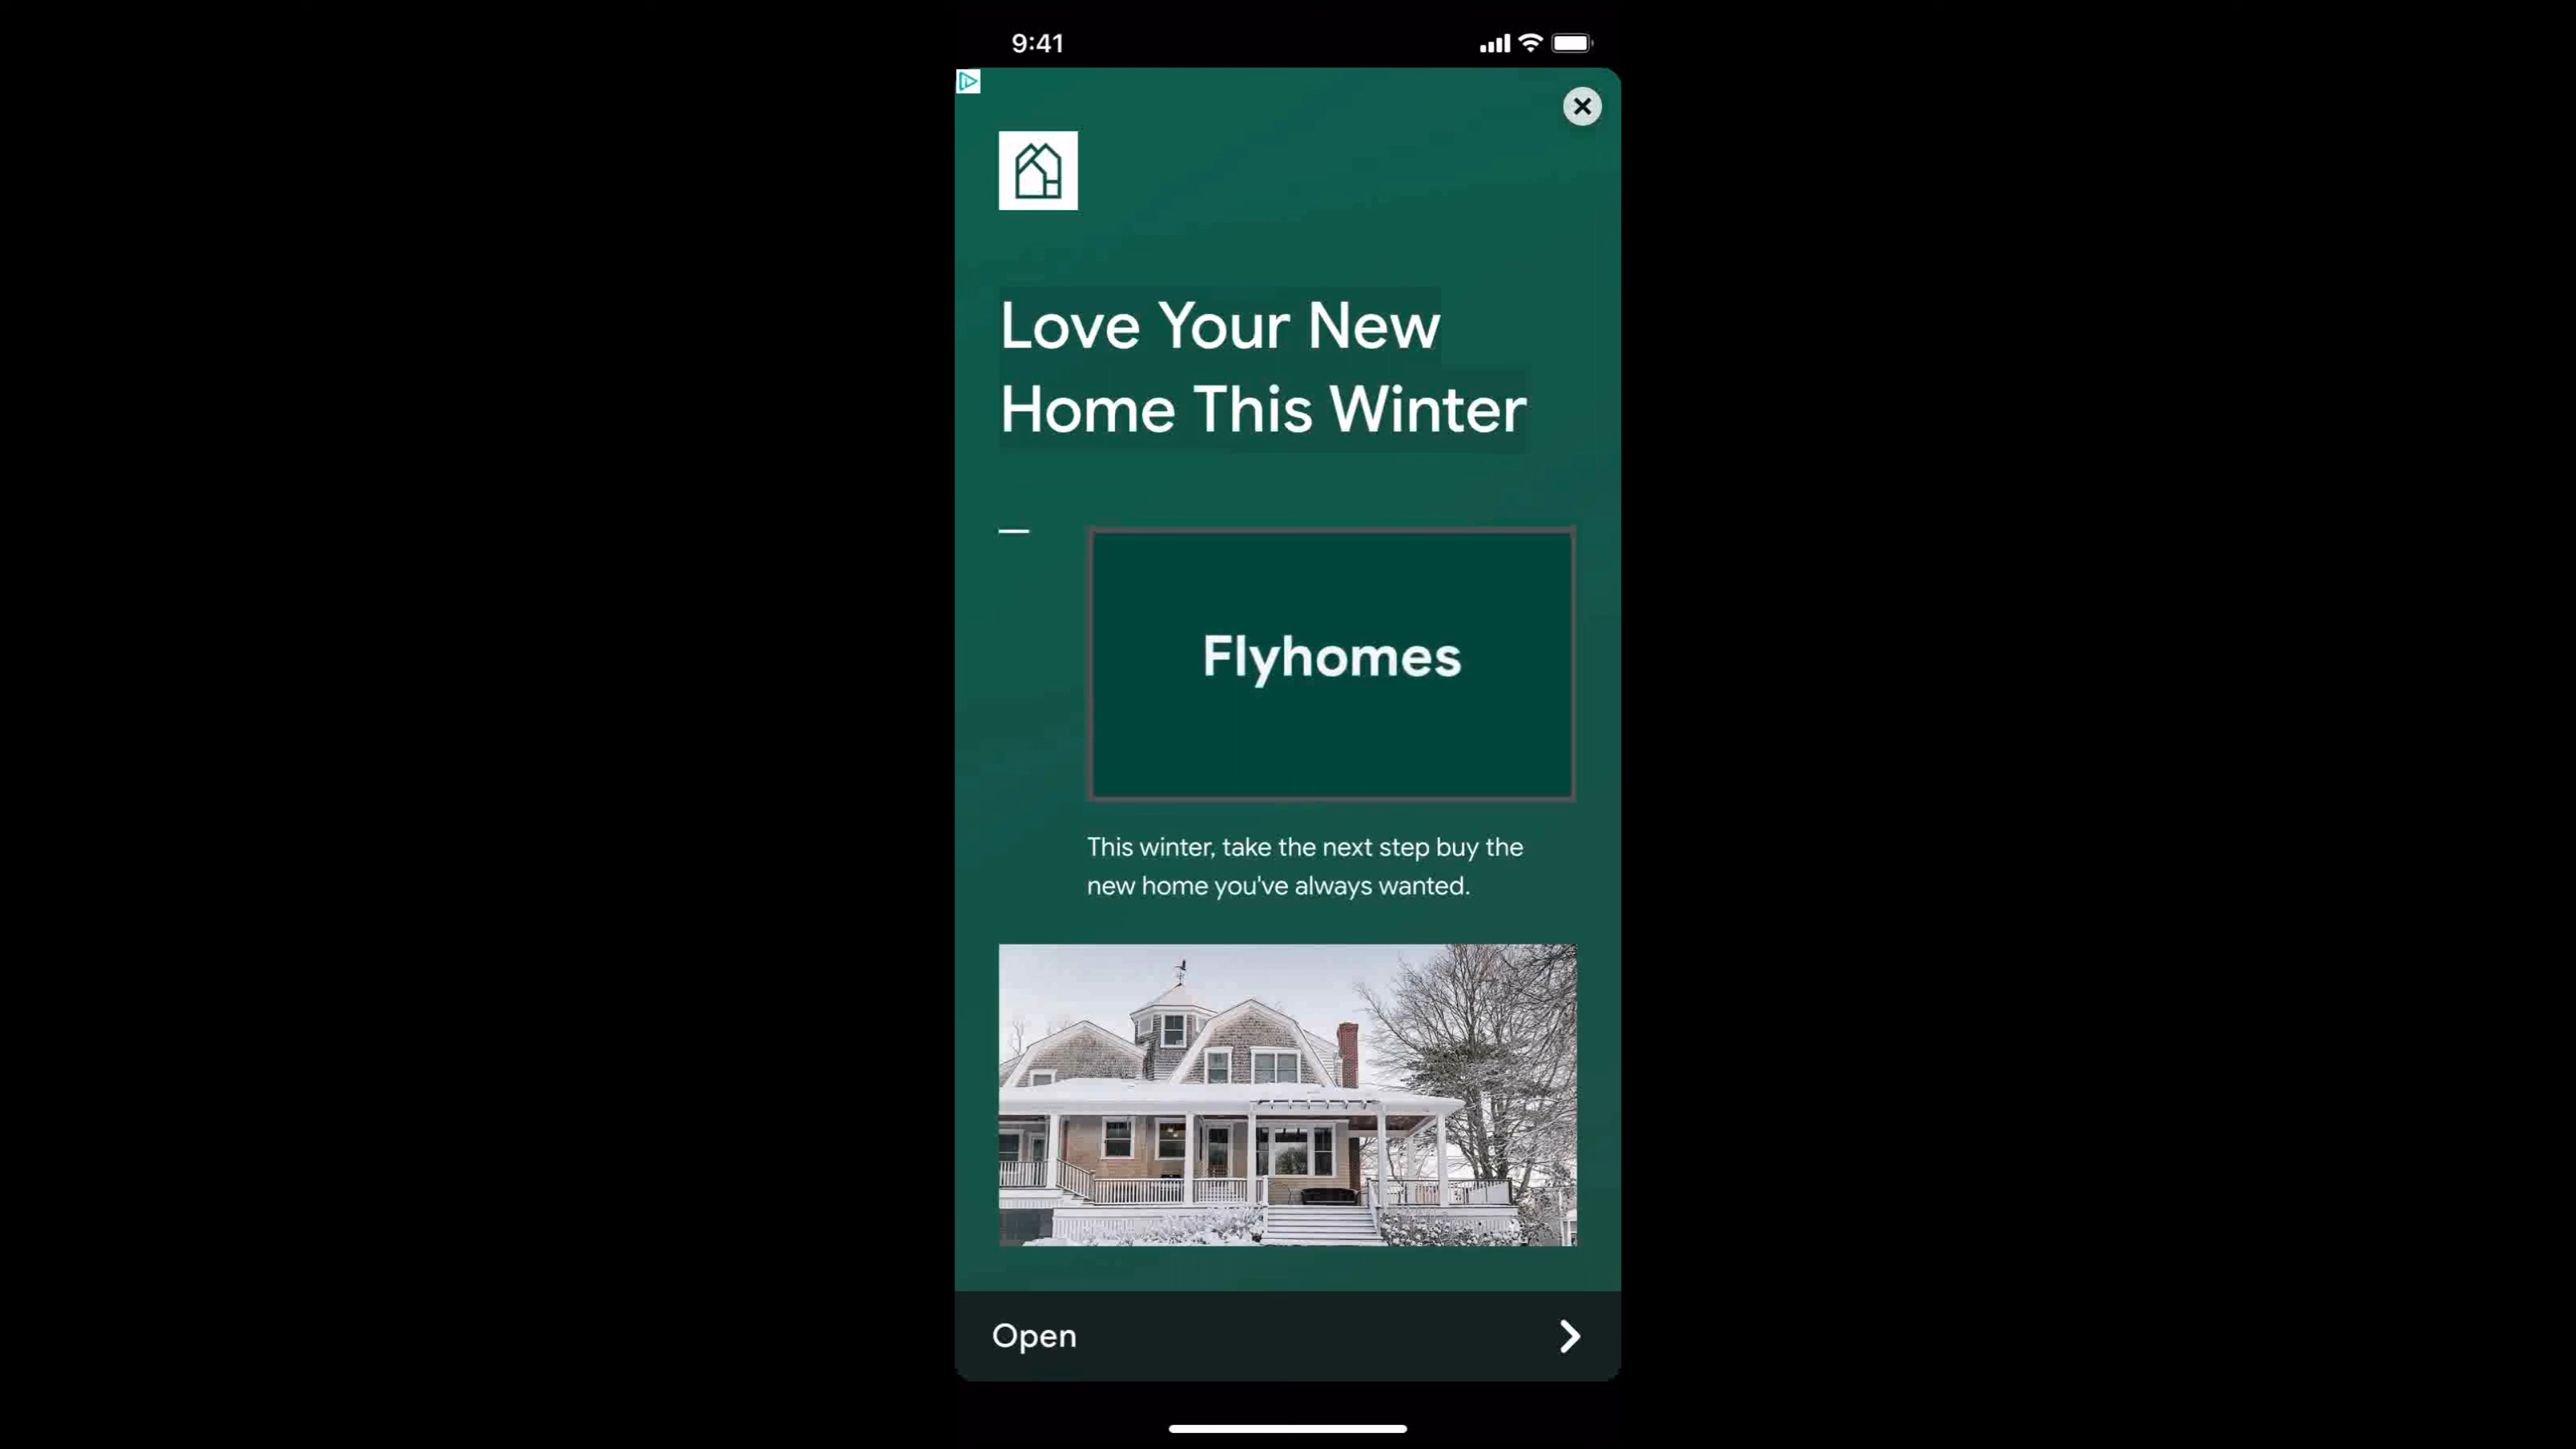 9:41
Love Your New
Home This Winter
Flyhomes
This winter, take the next step buy the
new home you've always wanted.
Open